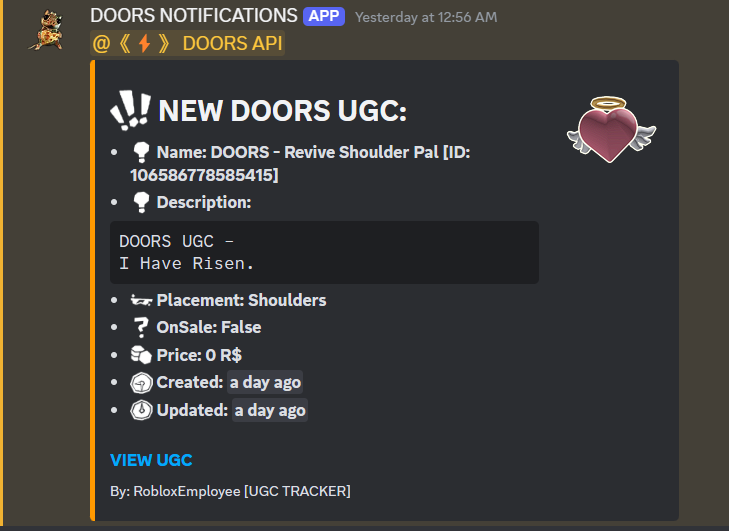 DOORS NOTIFICATIONS APP Yesterday at 12:56 AM
@《⚡》 DOORS API
NEW DOORS UGC:
• Name: DOORS - Revive Shoulder Pal [ID:
106586778585415]
• Description:
DOORS UGC -
I Have Risen.
• Placement: Shoulders
• ? OnSale: False
• Price: 0 R$
• Created: a day ago
• Updated: a day ago
VIEW UGC
By: RobloxEmployee [UGC TRACKER]